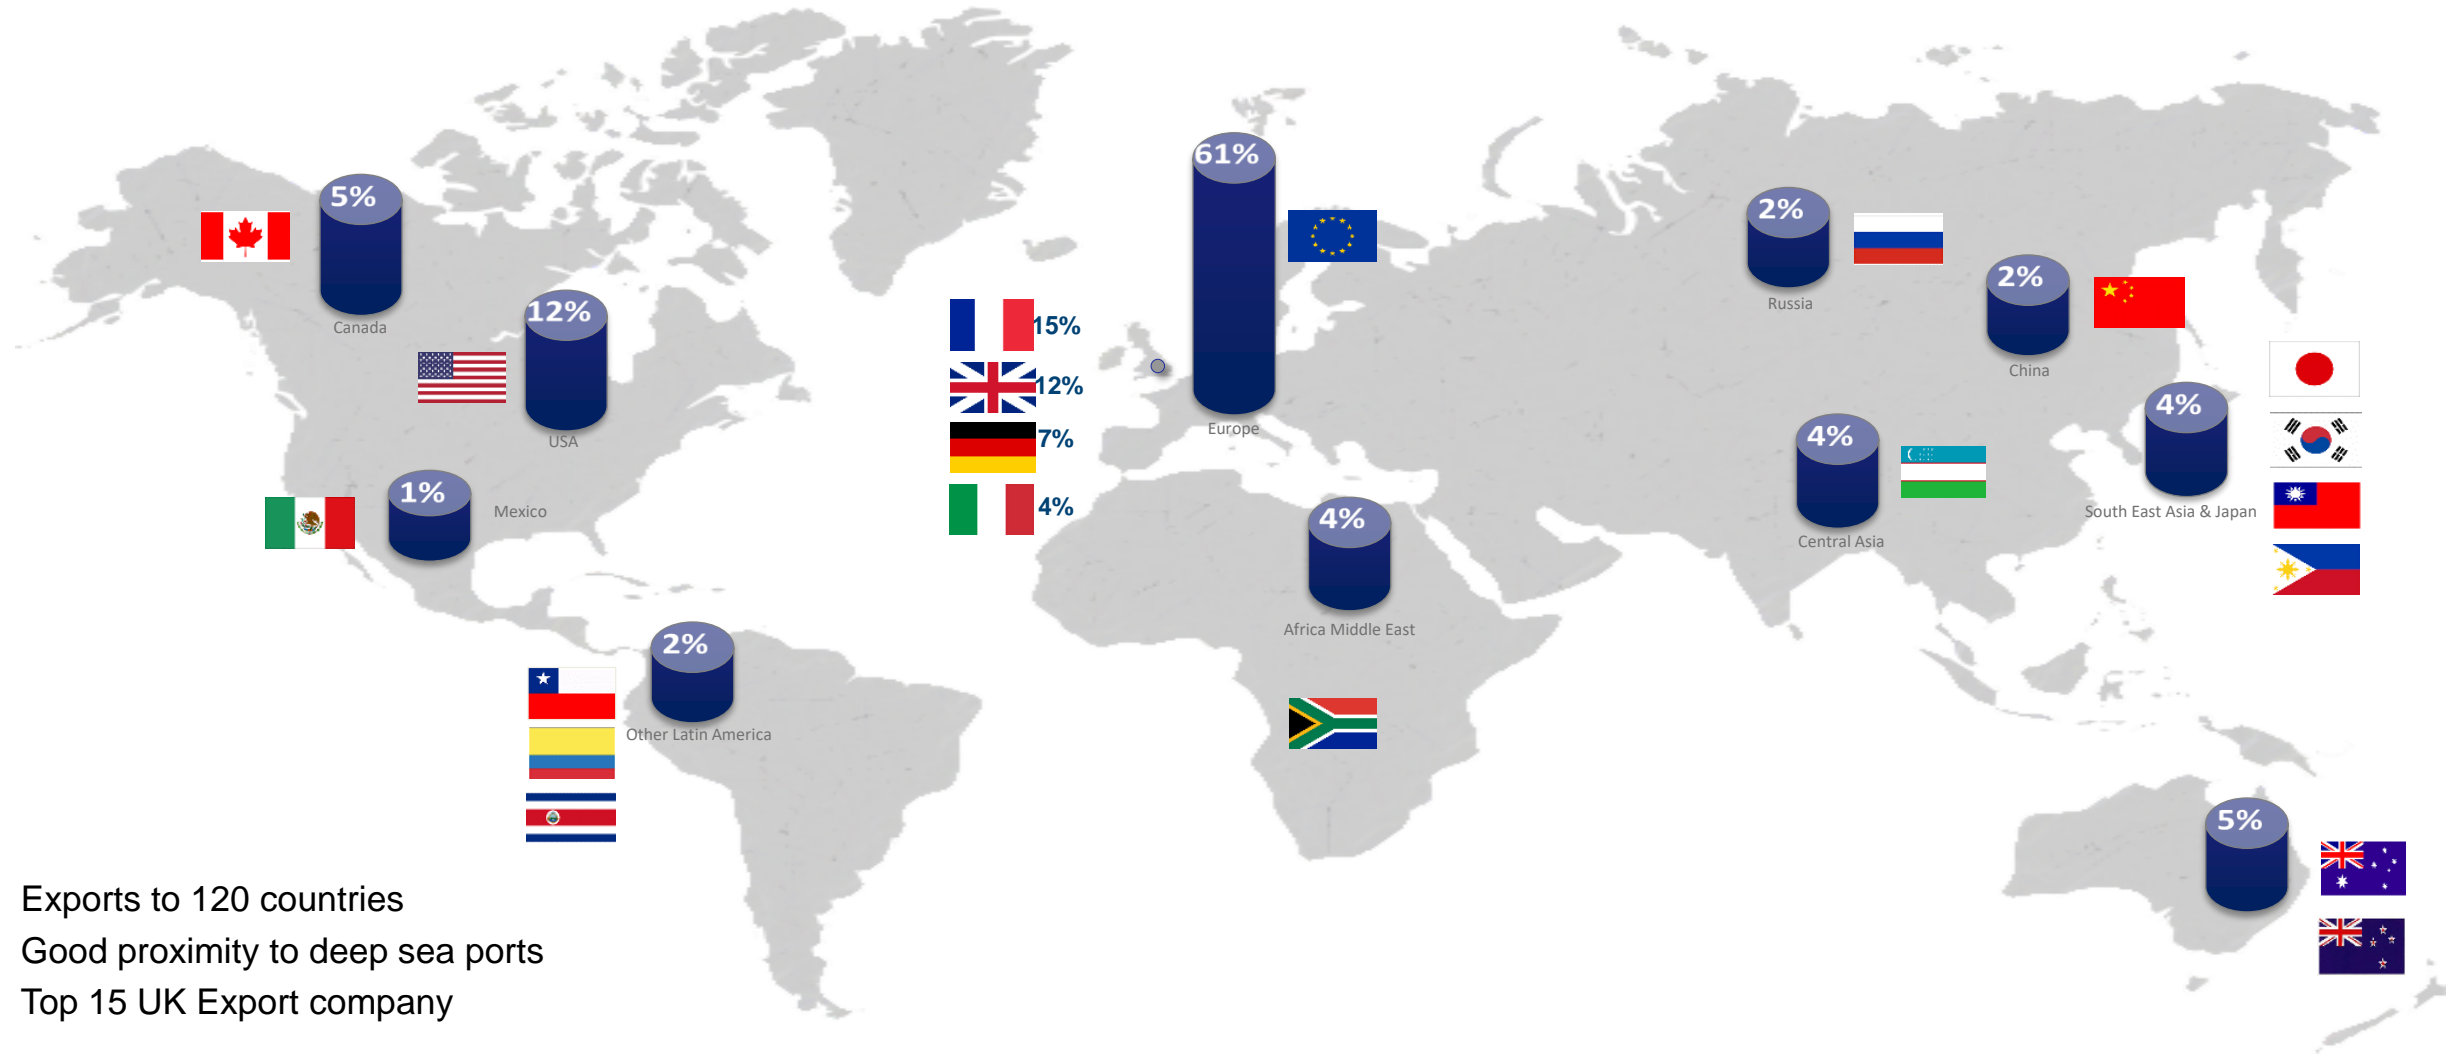 61%
5%
2%
2%
12%
15%
12%
7%
4%
Canada
USA
Europe
Russia
China
4%
4%
1%
Mexico
4%
South East Asia & Japan
Central Asia
Africa Middle East
2%
Other Latin America
5%
Exports to 120 countries
Good proximity to deep sea ports
Top 15 UK Export company